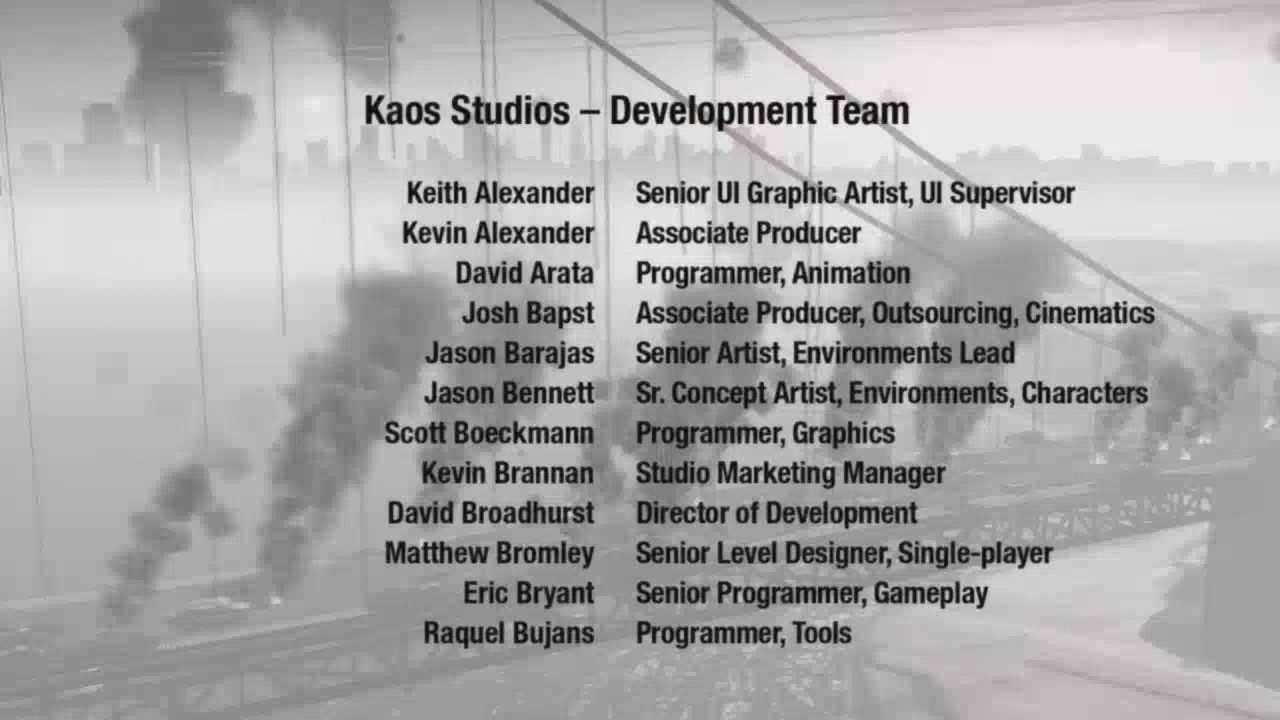 Kaos Studios – Development Team
Keith Alexander Senior UI Graphic Artist, UI Supervisor
Kevin Alexander Associate Producer
David Arata Programmer, Animation
Josh Bapst Associate Producer, Outsourcing, Cinematics
Jason Barajas Senior Artist, Environments Lead
Jason Bennett Sr. Concept Artist, Environments, Characters
Scott Boeckmann Programmer, Graphics
Kevin Brannan Studio Marketing Manager
David Broadhurst Director of Development
Matthew Bromley Senior Level Designer, Single-player
Eric Bryant Senior Programmer, Gameplay
Raquel Bujans Programmer, Tools